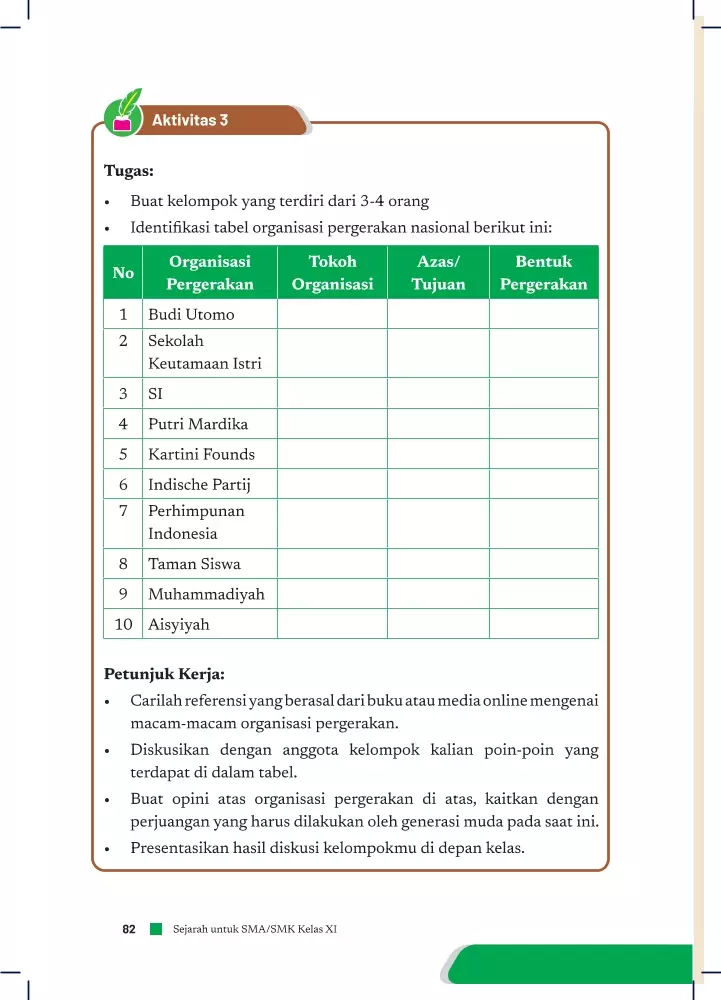 Aktivitas 3
Tugas:
• Buat kelompok yang terdiri dari 3-4 orang
• Identifikasi tabel organisasi pergerakan nasional berikut ini:
No Organisasi Pergerakan Tokoh Organisasi Azas/ Tujuan Bentuk Pergerakan
1 Budi Utomo
2 Sekolah
Keutamaan Istri
3 SI
4 Putri Mardika
5 Kartini Founds
6 Indische Partij
7 Perhimpunan
Indonesia
8 Taman Siswa
9 Muhammadiyah
10 Aisyiyah
Petunjuk Kerja:
• Carilah referensi yang berasal dari buku atau media online mengenai
macam-macam organisasi pergerakan.
• Diskusikan dengan anggota kelompok kalian poin-poin yang
terdapat di dalam tabel.
• Buat opini atas organisasi pergerakan di atas, kaitkan dengan
perjuangan yang harus dilakukan oleh generasi muda pada saat ini.
• Presentasikan hasil diskusi kelompokmu di depan kelas.
82 Sejarah untuk SMA/SMK Kelas XI